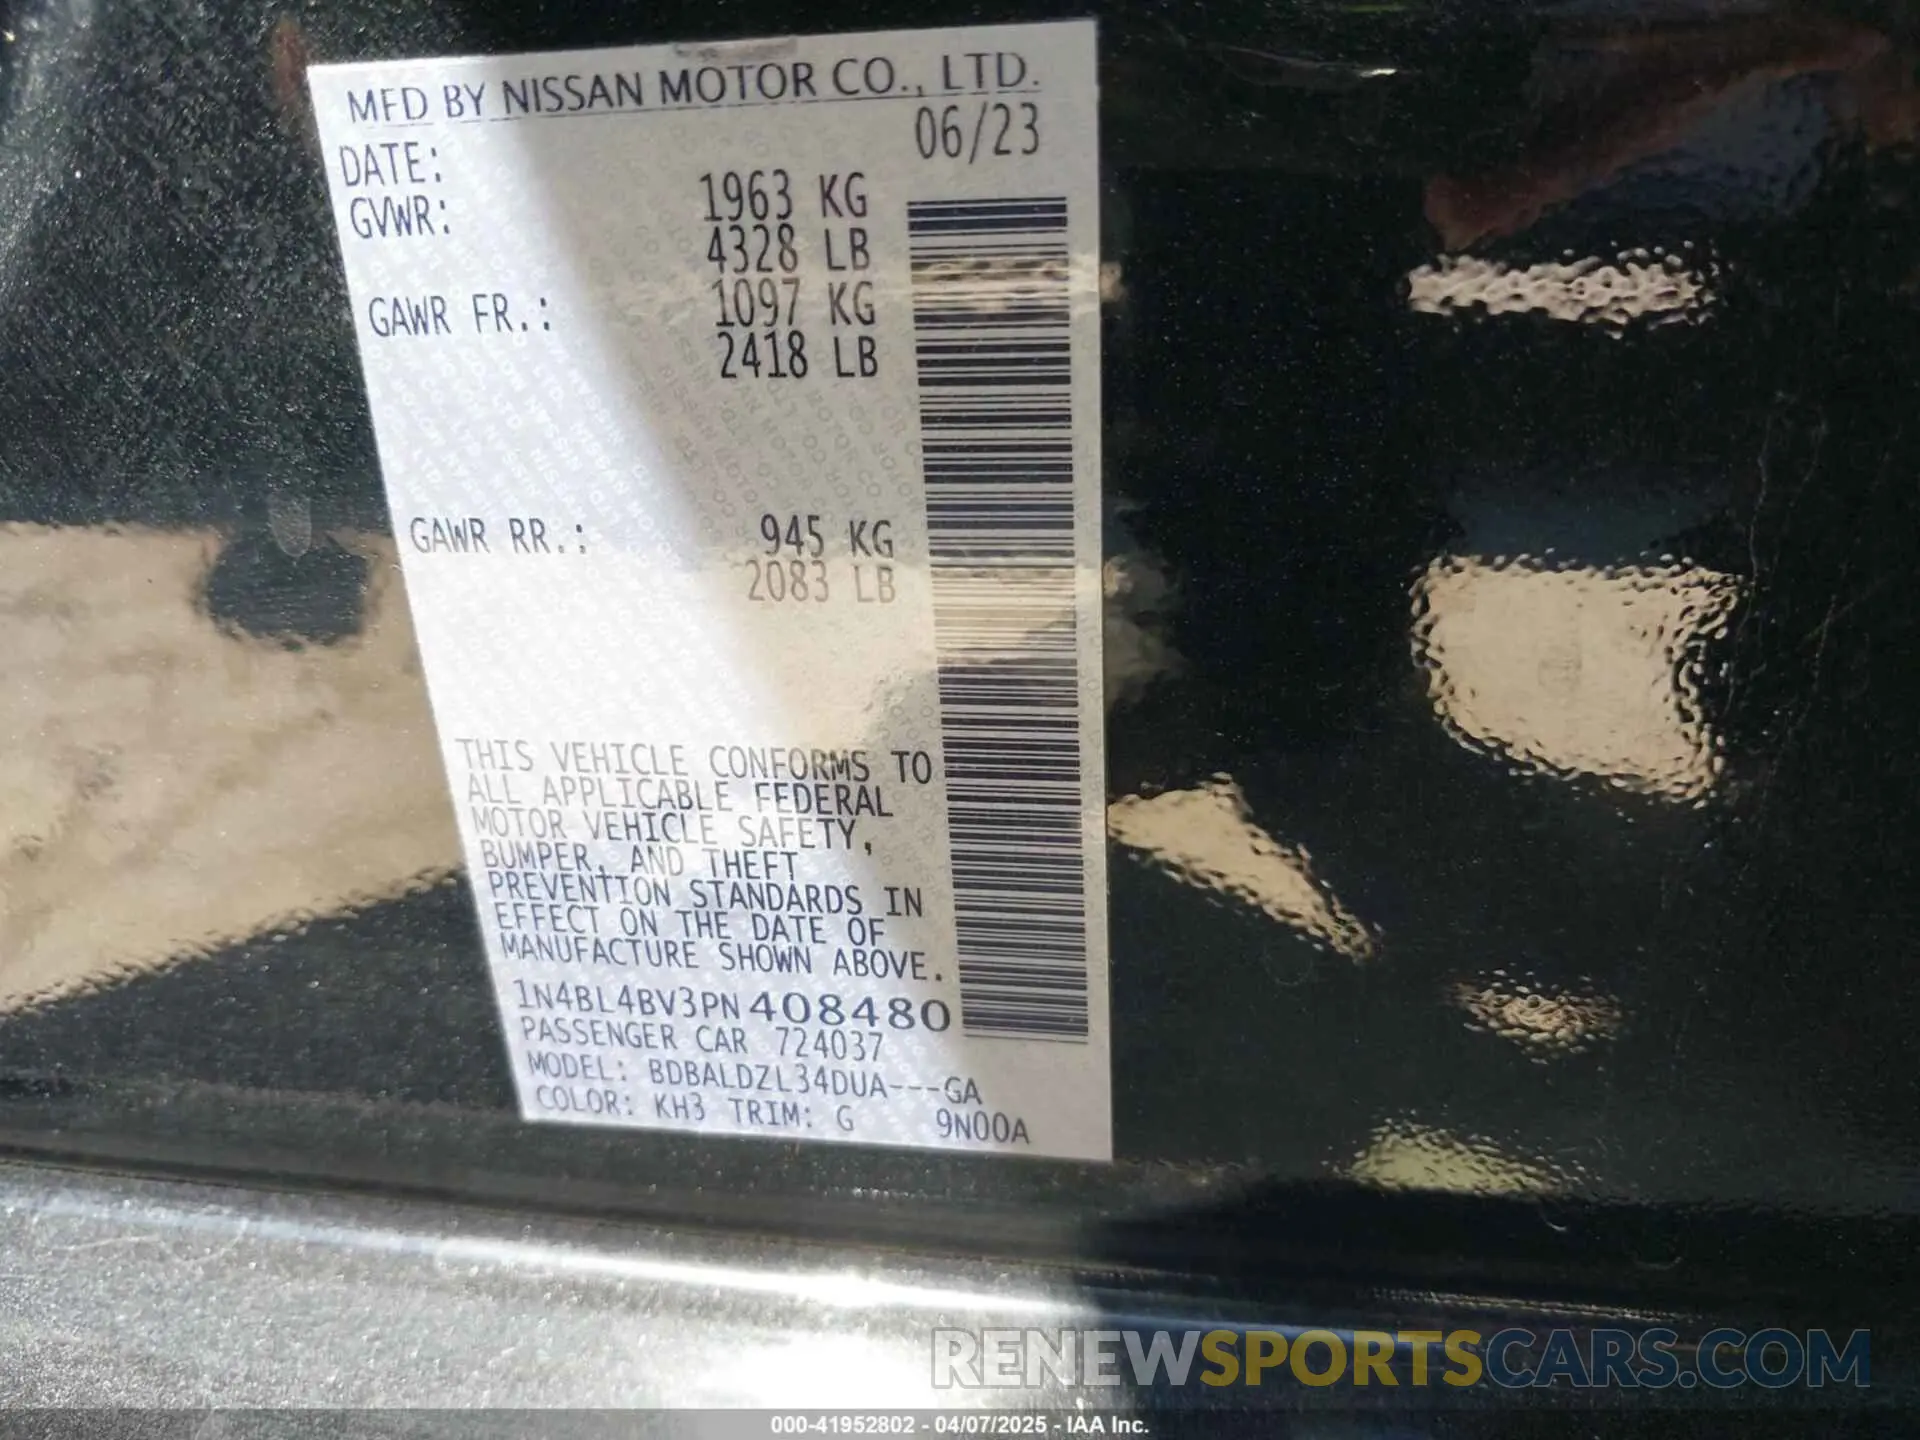 MFD BY NISSAN MOTOR CO., LTD.
DATE: 06/23
GVWR: 1963 KG
4328 LB
GAWR FR.: 1097 KG
2418 LB
GAWR RR.: 945 KG
2083 LB
THIS VEHICLE CONFORMS TO
ALL APPLICABLE FEDERAL
MOTOR VEHICLE SAFETY,
BUMPER, AND THEFT
PREVENTION STANDARDS IN
EFFECT ON THE DATE OF
MANUFACTURE SHOWN ABOVE.
1N4BL4BV3PN408480
PASSENGER CAR 724037
MODEL: BDBALDZL34DUA---GA
COLOR: KH3 TRIM: G 9N00A
RENEWSPORTSCARS.COM
000-41952802 - 04/07/2025 - IAA Inc.